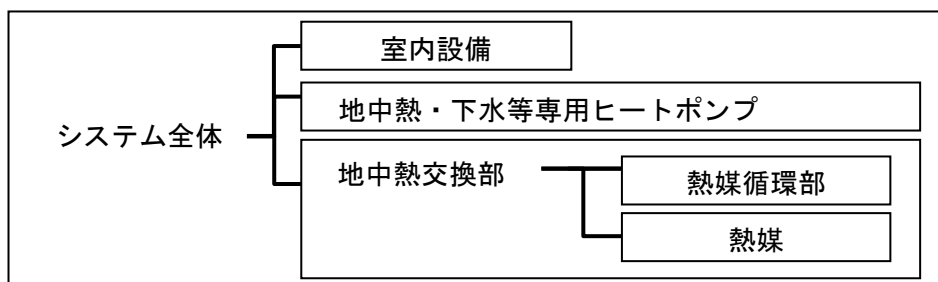 室内設備
地中熱・下水等専用ヒートポンプ
システム全体
地中熱交換部
熱媒循環部
熱媒